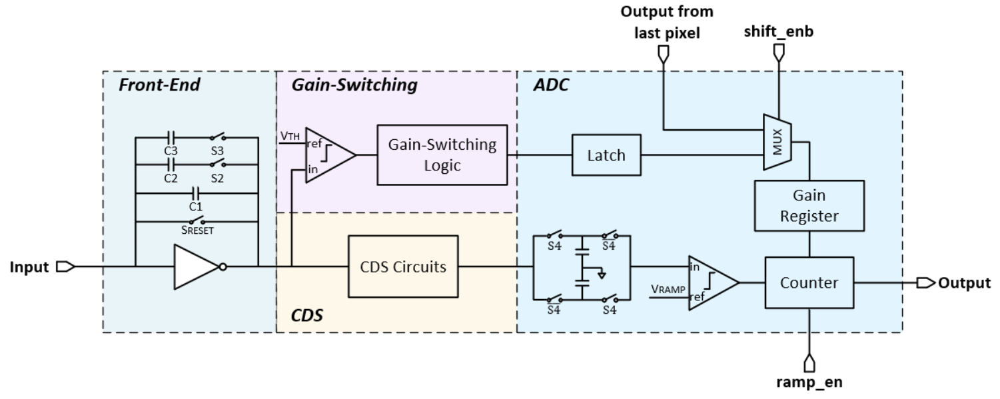 Output from
last pixel
shift_enb
Front-End
Gain-Switching
ADC
C3
S3
C2
S2
C1
SRESET
VTH
ref
in
Gain-Switching
Logic
Latch
MUX
Gain
Register
Input
CDS Circuits
CDS
S4
S4
S4
S4
in
VRAMP
ref
Counter
Output
ramp_en